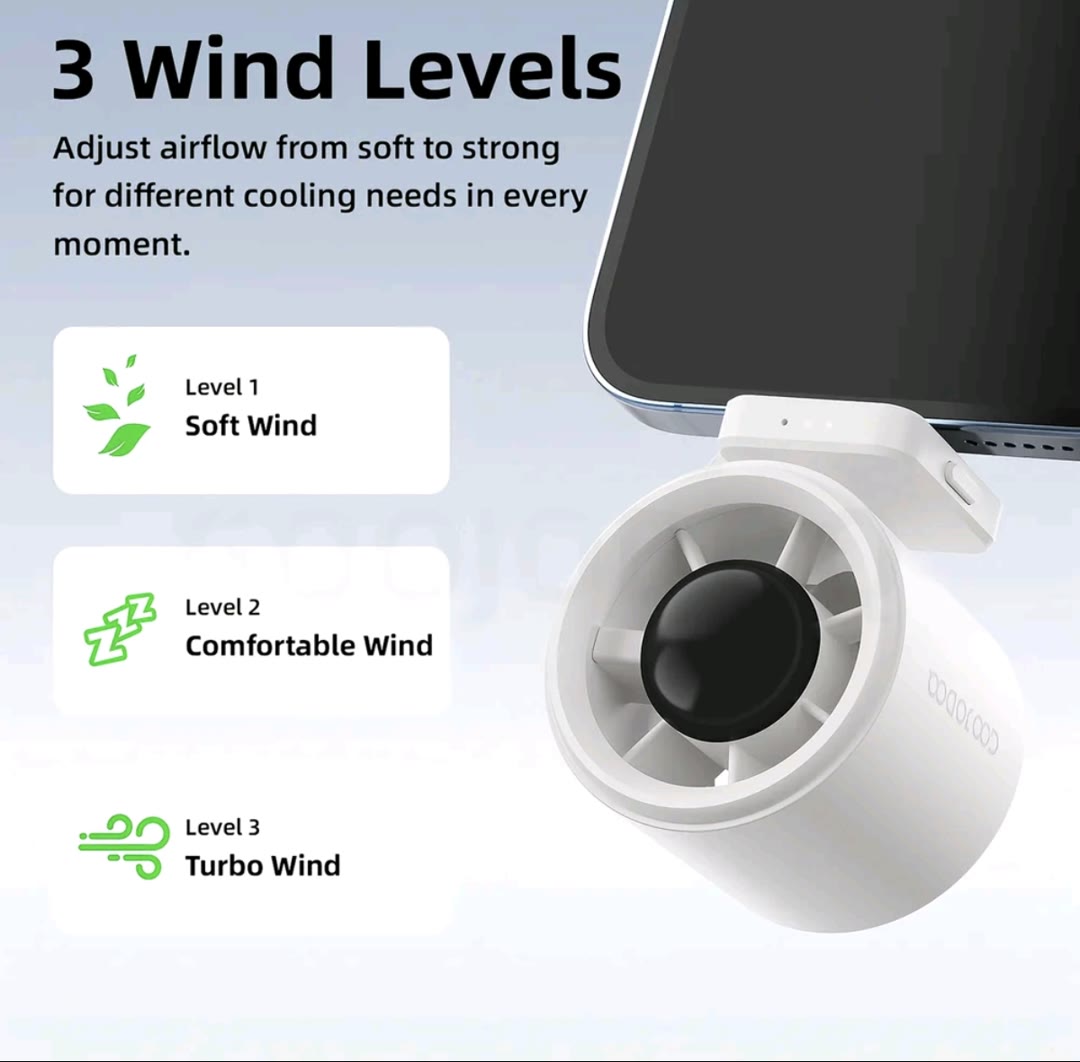 3 Wind Levels
Adjust airflow from soft to strong
for different cooling needs in every
moment.
Level 1
Soft Wind
Level 2
Comfortable Wind
Level 3
Turbo Wind
GOOJODOQ